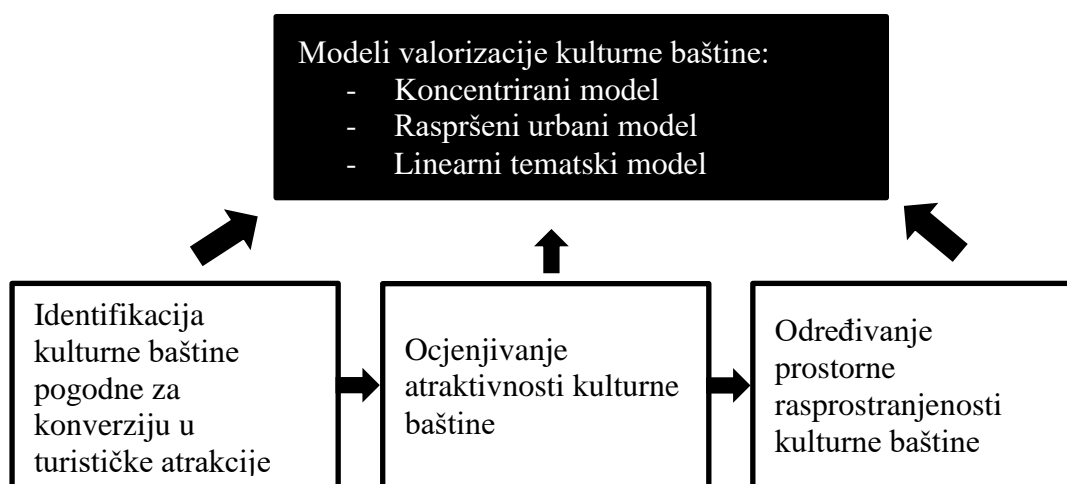 Modeli valorizacije kulturne baštine:
- Koncentrirani model
- Raspršeni urbani model
- Linearni tematski model
Identifikacija
kulturne baštine
pogodne za
konverziju u
turističke atrakcije
Ocjenjivanje
atraktivnosti kulturne
baštine
Određivanje
prostorne
rasprostranjenosti
kulturne baštine